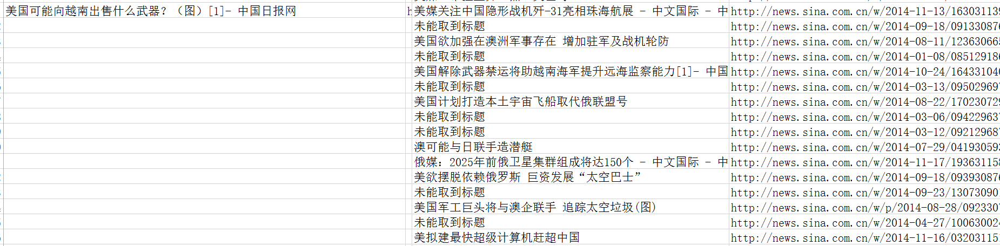 美国可能向越南出售什么武器？（图）[1]- 中国日报网 美媒关注中国隐形战机歼-31亮相珠海航展 - 中文国际 - 中 http://news.sina.com.cn/w/2014-11-13/16303113
未能取到标题 http://news.sina.com.cn/w/2014-09-18/09133087
美国欲加强在澳洲军事存在 增加驻军及战机轮防 http://news.sina.com.cn/w/2014-08-11/12363066
未能取到标题 http://news.sina.com.cn/w/2014-01-08/08512918
美国解除武器禁运将助越南海军提升远海监察能力[1]- 中国 http://news.sina.com.cn/w/2014-10-24/16433104
未能取到标题 http://news.sina.com.cn/w/2014-03-13/09502969
美国计划打造本土宇宙飞船取代俄联盟号 http://news.sina.com.cn/w/2014-08-22/17023072
未能取到标题 http://news.sina.com.cn/w/2014-03-06/09422963
未能取到标题 http://news.sina.com.cn/w/2014-03-12/09212968
澳可能与日联手造潜艇 http://news.sina.com.cn/w/2014-07-29/04193059
俄媒：2025年前俄卫星集群组成将达150个 - 中文国际 - 中 http://news.sina.com.cn/w/2014-11-17/19363115
美欲摆脱依赖俄罗斯 巨资发展“太空巴士” http://news.sina.com.cn/w/2014-09-18/09393087
未能取到标题 http://news.sina.com.cn/w/2014-09-23/13073090
美国军工巨头将与澳企联手 追踪太空垃圾(图) http://news.sina.com.cn/w/p/2014-08-28/092330
未能取到标题 http://news.sina.com.cn/w/2014-04-27/10063002
美拟建最快超级计算机赶超中国 http://news.sina.com.cn/w/2014-11-16/03203115